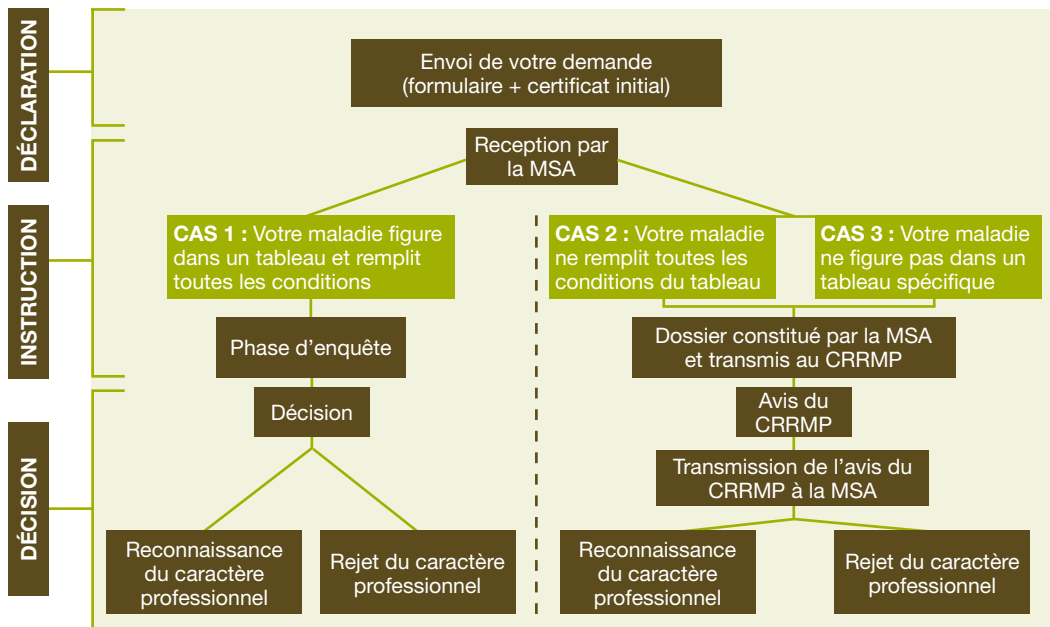 DÉCLARATION
Envoi de votre demande
(formulaire + certificat initial)
INSTRUCTION
Reception par
la MSA
CAS 1 : Votre maladie figure
dans un tableau et remplit
toutes les conditions
CAS 2 : Votre maladie
ne remplit toutes les
conditions du tableau
CAS 3 : Votre maladie
ne figure pas dans un
tableau spécifique
Phase d’enquête
Dossier constitué par la MSA
et transmis au CRRMP
DÉCISION
Décision
Avis du
CRRMP
Transmission de l’avis du
CRRMP à la MSA
Reconnaissance
du caractère
professionnel
Rejet du caractère
professionnel
Reconnaissance
du caractère
professionnel
Rejet du caractère
professionnel